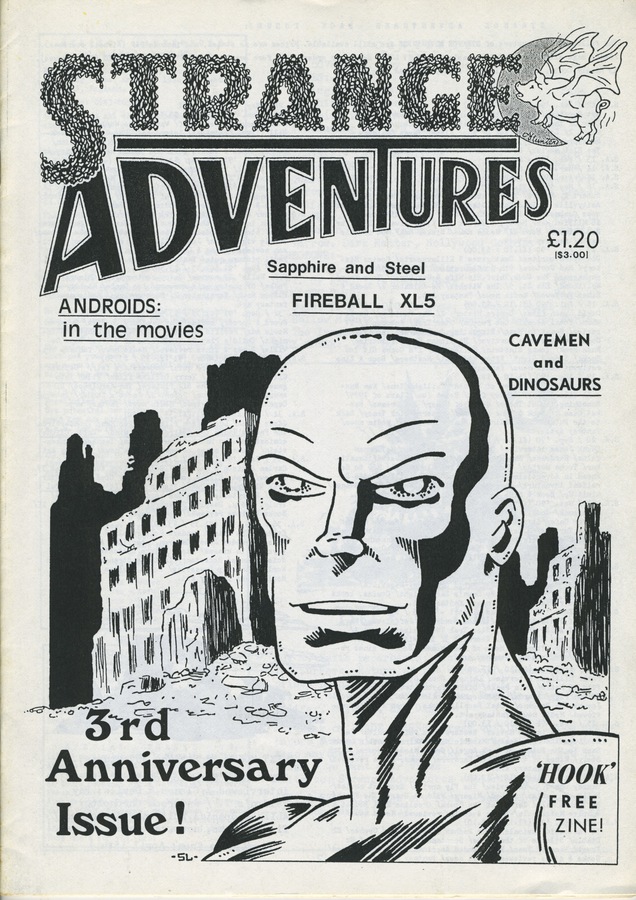 STRANGE
ADVENTURES
£1.20
($3.00)
Sapphire and Steel
FIREBALL XL5
ANDROIDS:
in the movies
CAVEMEN
and
DINOSAURS
3rd
Anniversary
Issue!
'HOOK'
FREE
ZINE!
-SL-